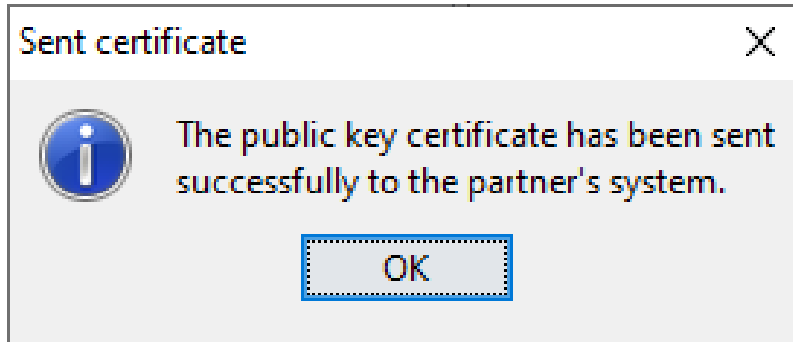 Sent certificate
The public key certificate has been sent
successfully to the partner's system.
OK